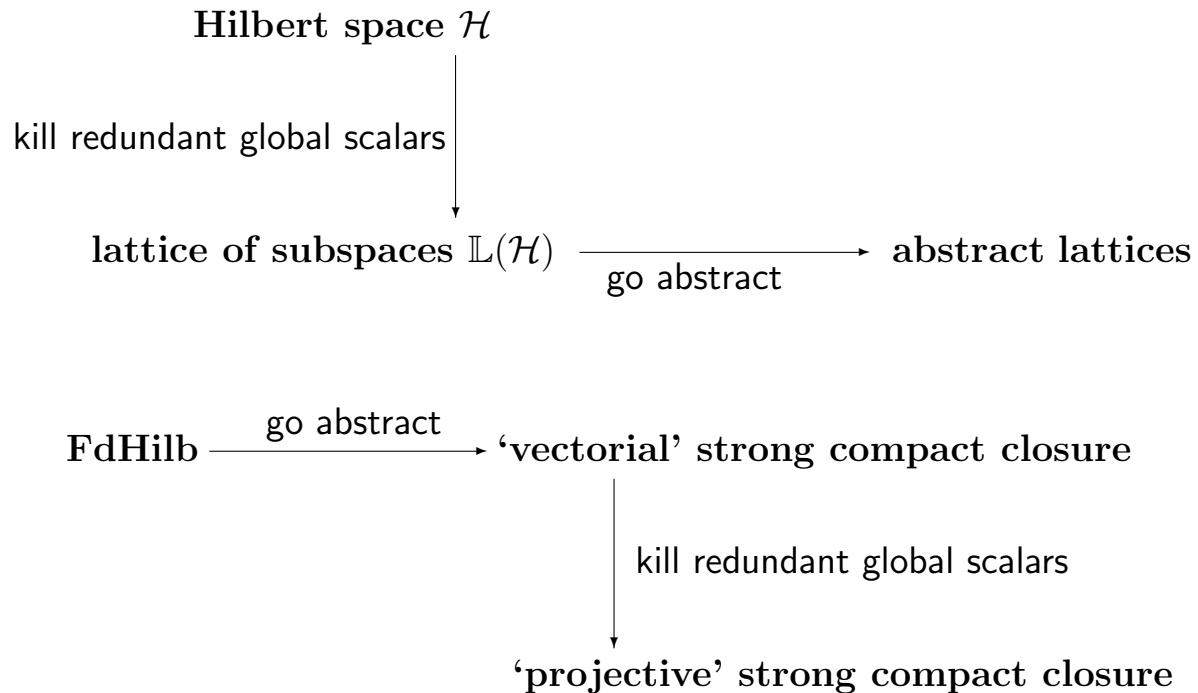 Hilbert space ℋ
kill redundant global scalars
lattice of subspaces 𝕃(ℋ) go abstract abstract lattices
FdHilb go abstract ‘vectorial’ strong compact closure
kill redundant global scalars
‘projective’ strong compact closure